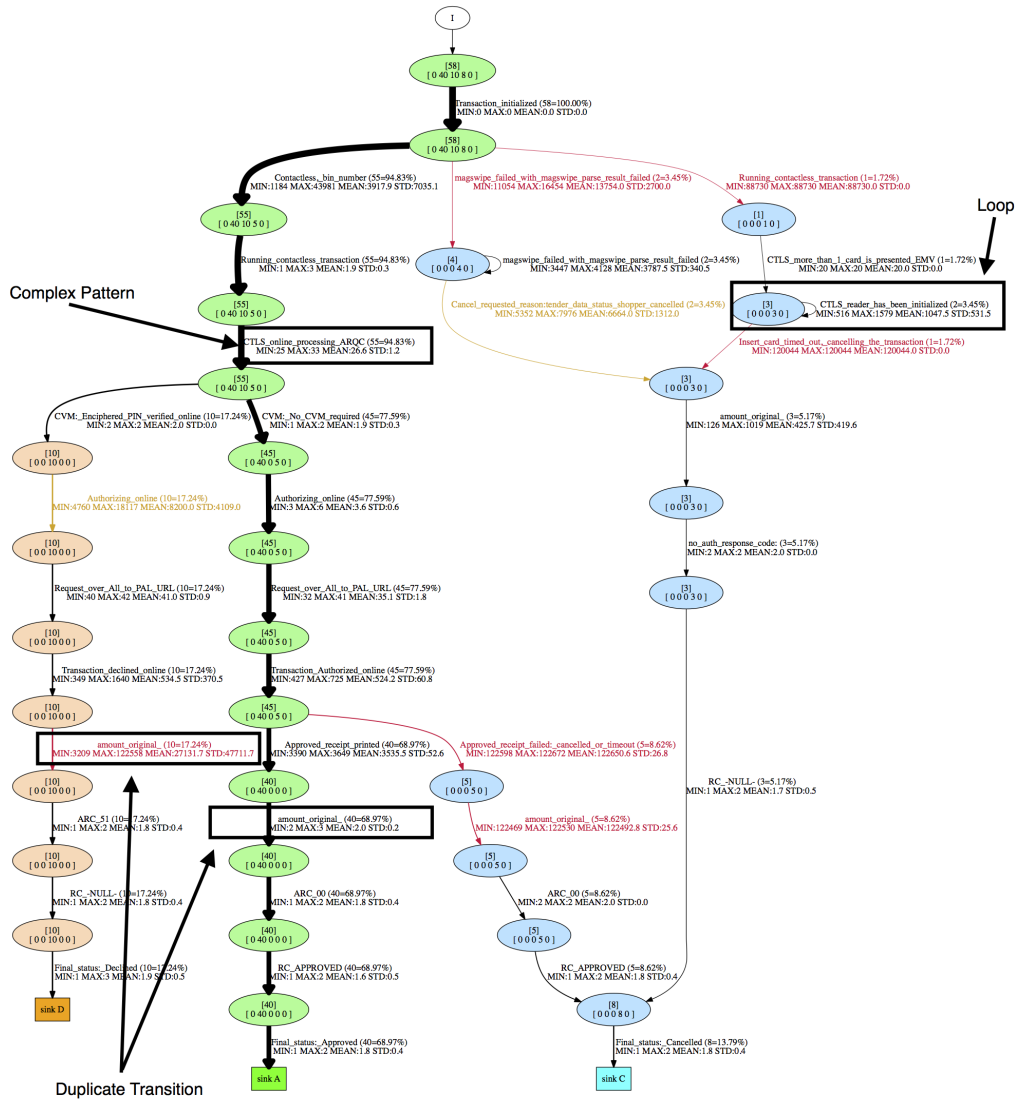 I
[58]
[ 0 40 10 8 0 ]
Transaction_initialized (58=100.00%)
MIN:0 MAX:0 MEAN:0.0 STD:0.0
[58]
[ 0 40 10 8 0 ]
Contactless,_bin_number (55=94.83%)
MIN:1184 MAX:43981 MEAN:3917.9 STD:7035.1
magswipe_failed_with_magswipe_parse_result_failed (2=3.45%)
MIN:11054 MAX:16454 MEAN:13754.0 STD:2700.0
Running_contactless_transaction (1=1.72%)
MIN:88730 MAX:88730 MEAN:88730.0 STD:0.0
Loop
[55]
[ 0 40 10 5 0 ]
[1]
[ 0 0 0 1 0 ]
Running_contactless_transaction (55=94.83%)
MIN:1 MAX:3 MEAN:1.9 STD:0.3
[4]
[ 0 0 0 4 0 ]
magswipe_failed_with_magswipe_parse_result_failed (2=3.45%)
MIN:3447 MAX:4128 MEAN:3787.5 STD:340.5
CTLS_more_than_1_card_is_presented_EMV (1=1.72%)
MIN:20 MAX:20 MEAN:20.0 STD:0.0
Complex Pattern
[55]
[ 0 40 10 5 0 ]
Cancel_requested_reason:tender_data_status_shopper_cancelled (2=3.45%)
MIN:5352 MAX:7976 MEAN:6664.0 STD:1312.0
[3]
[ 0 0 0 3 0 ]
CTLS_reader_has_been_initialized (2=3.45%)
MIN:516 MAX:1579 MEAN:1047.5 STD:531.5
CTLS_online_processing_ARQC (55=94.83%)
MIN:25 MAX:33 MEAN:26.6 STD:1.2
Insert_card_timed_out,_cancelling_the_transaction (1=1.72%)
MIN:120044 MAX:120044 MEAN:120044.0 STD:0.0
[55]
[ 0 40 10 5 0 ]
[3]
[ 0 0 0 3 0 ]
CVM:_Enciphered_PIN_verified_online (10=17.24%)
MIN:2 MAX:2 MEAN:2.0 STD:0.0
CVM:_No_CVM_required (45=77.59%)
MIN:1 MAX:2 MEAN:1.9 STD:0.3
amount_original_ (3=5.17%)
MIN:126 MAX:1019 MEAN:425.7 STD:419.6
[10]
[ 0 0 10 0 0 ]
[45]
[ 0 40 0 5 0 ]
Authorizing_online (10=17.24%)
MIN:4760 MAX:18117 MEAN:8200.0 STD:4109.0
Authorizing_online (45=77.59%)
MIN:3 MAX:6 MEAN:3.6 STD:0.6
[3]
[ 0 0 0 3 0 ]
[10]
[ 0 0 10 0 0 ]
[45]
[ 0 40 0 5 0 ]
no_auth_response_code: (3=5.17%)
MIN:2 MAX:2 MEAN:2.0 STD:0.0
Request_over_All_to_PAL_URL (10=17.24%)
MIN:40 MAX:42 MEAN:41.0 STD:0.9
Request_over_All_to_PAL_URL (45=77.59%)
MIN:32 MAX:41 MEAN:35.1 STD:1.8
[3]
[ 0 0 0 3 0 ]
[10]
[ 0 0 10 0 0 ]
[45]
[ 0 40 0 5 0 ]
Transaction_declined_online (10=17.24%)
MIN:349 MAX:1640 MEAN:534.5 STD:370.5
Transaction_Authorized_online (45=77.59%)
MIN:427 MAX:725 MEAN:524.2 STD:60.8
[10]
[ 0 0 10 0 0 ]
[45]
[ 0 40 0 5 0 ]
amount_original_ (10=17.24%)
MIN:3209 MAX:122558 MEAN:27131.7 STD:47711.7
Approved_receipt_printed (40=68.97%)
MIN:3390 MAX:3649 MEAN:3535.5 STD:52.6
Approved_receipt_failed:_cancelled_or_timeout (5=8.62%)
MIN:122598 MAX:122672 MEAN:122650.6 STD:26.8
[10]
[ 0 0 10 0 0 ]
[40]
[ 0 40 0 0 0 ]
[5]
[ 0 0 0 5 0 ]
RC_-NULL- (3=5.17%)
MIN:1 MAX:2 MEAN:1.7 STD:0.5
ARC_51 (10=17.24%)
MIN:1 MAX:2 MEAN:1.8 STD:0.4
amount_original_ (40=68.97%)
MIN:2 MAX:3 MEAN:2.0 STD:0.2
amount_original_ (5=8.62%)
MIN:122469 MAX:122530 MEAN:122492.8 STD:25.6
[10]
[ 0 0 10 0 0 ]
[40]
[ 0 40 0 0 0 ]
[5]
[ 0 0 0 5 0 ]
RC_-NULL- (10=17.24%)
MIN:1 MAX:2 MEAN:1.8 STD:0.4
ARC_00 (40=68.97%)
MIN:1 MAX:2 MEAN:1.8 STD:0.4
ARC_00 (5=8.62%)
MIN:2 MAX:2 MEAN:2.0 STD:0.0
[10]
[ 0 0 10 0 0 ]
[40]
[ 0 40 0 0 0 ]
[5]
[ 0 0 0 5 0 ]
Final_status:_Declined (10=17.24%)
MIN:1 MAX:3 MEAN:1.9 STD:0.5
RC_APPROVED (40=68.97%)
MIN:1 MAX:2 MEAN:1.6 STD:0.5
RC_APPROVED (5=8.62%)
MIN:1 MAX:2 MEAN:1.8 STD:0.4
sink D
[40]
[ 0 40 0 0 0 ]
[8]
[ 0 0 0 8 0 ]
Final_status:_Approved (40=68.97%)
MIN:1 MAX:2 MEAN:1.8 STD:0.4
Final_status:_Cancelled (8=13.79%)
MIN:1 MAX:2 MEAN:1.8 STD:0.4
sink A
sink C
Duplicate Transition